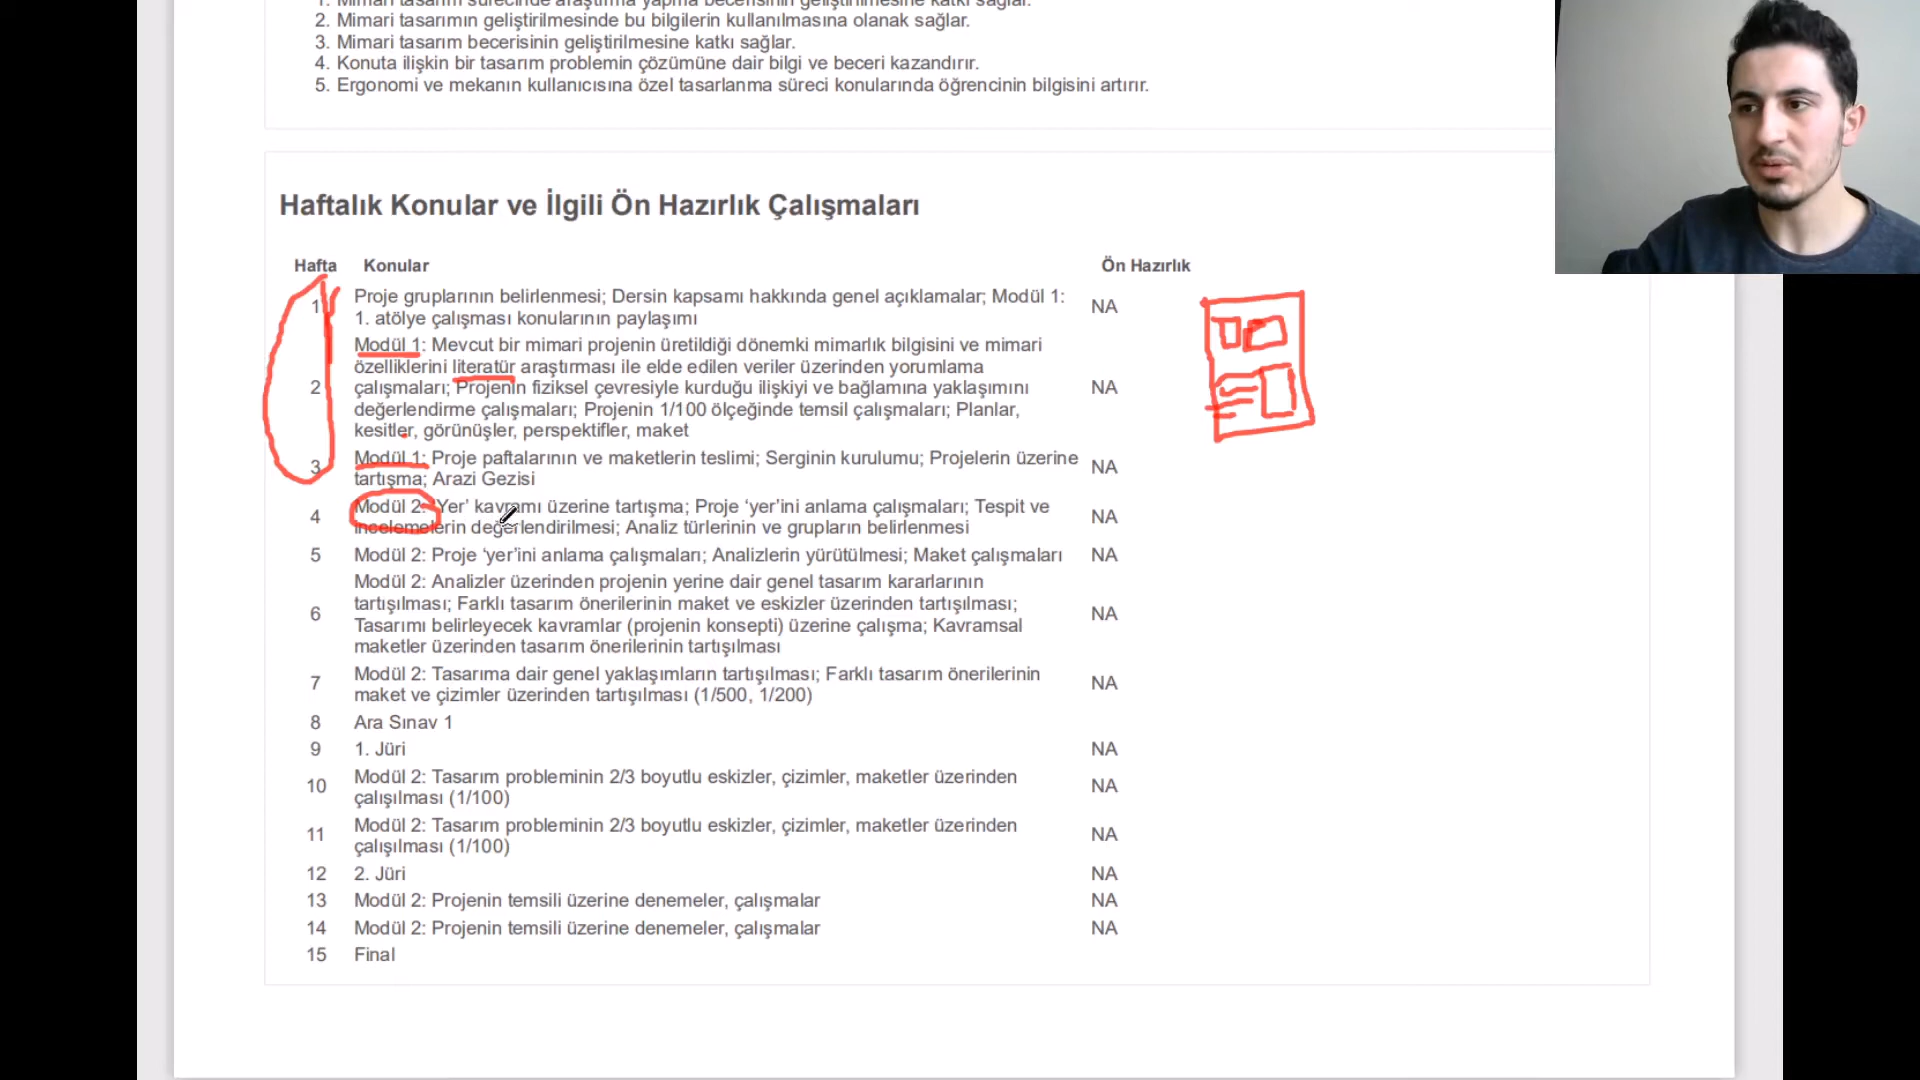 1. Mimari tasarım sürecinde araştırma yapma becerisinin geliştirilmesine katkı sağlar.
2. Mimari tasarımın geliştirilmesinde bu bilgilerin kullanılmasına olanak sağlar.
3. Mimari tasarım becerisinin geliştirilmesine katkı sağlar.
4. Konuta ilişkin bir tasarım problemin çözümüne dair bilgi ve beceri kazandırır.
5. Ergonomi ve mekanın kullanıcısına özel tasarlanma süreci konularında öğrencinin bilgisini artırır.
Haftalık Konular ve İlgili Ön Hazırlık Çalışmaları
Hafta Konular Ön Hazırlık
1 Proje gruplarının belirlenmesi; Dersin kapsamı hakkında genel açıklamalar; Modül 1: NA
1. atölye çalışması konularının paylaşımı
Modül 1: Mevcut bir mimari projenin üretildiği dönemki mimarlık bilgisini ve mimari
özelliklerini literatür araştırması ile elde edilen veriler üzerinden yorumlama
2 çalışmaları; Projenin fiziksel çevresiyle kurduğu ilişkiyi ve bağlamına yaklaşımını NA
değerlendirme çalışmaları; Projenin 1/100 ölçeğinde temsil çalışmaları; Planlar,
kesitler, görünüşler, perspektifler, maket
3 Modül 1: Proje paftalarının ve maketlerin teslimi; Serginin kurulumu; Projelerin üzerine NA
tartışma; Arazi Gezisi
4 Modül 2: ‘Yer’ kavramı üzerine tartışma; Proje ‘yer’ini anlama çalışmaları; Tespit ve NA
incelemelerin değerlendirilmesi; Analiz türlerinin ve grupların belirlenmesi
5 Modül 2: Proje ‘yer’ini anlama çalışmaları; Analizlerin yürütülmesi; Maket çalışmaları NA
Modül 2: Analizler üzerinden projenin yerine dair genel tasarım kararlarının
6 tartışılması; Farklı tasarım önerilerinin maket ve eskizler üzerinden tartışılması; NA
Tasarımı belirleyecek kavramlar (projenin konsepti) üzerine çalışma; Kavramsal
maketler üzerinden tasarım önerilerinin tartışılması
7 Modül 2: Tasarıma dair genel yaklaşımların tartışılması; Farklı tasarım önerilerinin NA
maket ve çizimler üzerinden tartışılması (1/500, 1/200)
8 Ara Sınav 1
9 1. Jüri NA
10 Modül 2: Tasarım probleminin 2/3 boyutlu eskizler, çizimler, maketler üzerinden NA
çalışılması (1/100)
11 Modül 2: Tasarım probleminin 2/3 boyutlu eskizler, çizimler, maketler üzerinden NA
çalışılması (1/100)
12 2. Jüri NA
13 Modül 2: Projenin temsili üzerine denemeler, çalışmalar NA
14 Modül 2: Projenin temsili üzerine denemeler, çalışmalar NA
15 Final